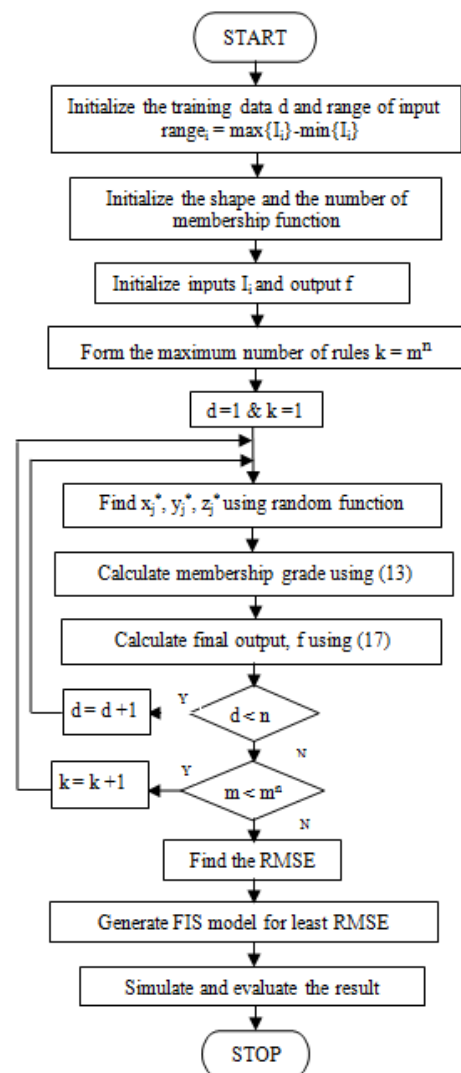 START
Initialize the training data d and range of input
rangeᵢ = max{Iᵢ}-min{Iᵢ}
Initialize the shape and the number of
membership function
Initialize inputs Iᵢ and output f
Form the maximum number of rules k = mⁿ
d =1 & k =1
Find xⱼ*, yⱼ*, zⱼ* using random function
Calculate membership grade using (13)
Calculate final output, f using (17)
d = d +1
Y
d < n
N
k = k +1
Y
m < mⁿ
N
Find the RMSE
Generate FIS model for least RMSE
Simulate and evaluate the result
STOP